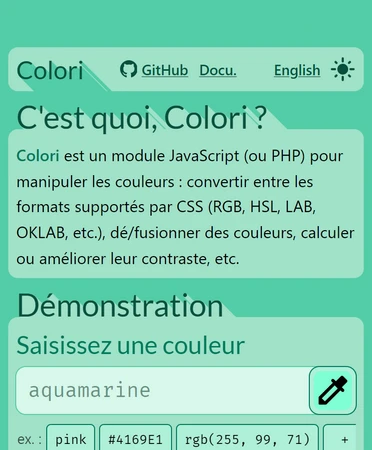 Colori GitHub Docu. English
C'est quoi, Colori ?
Colori est un module JavaScript (ou PHP) pour
manipuler les couleurs : convertir entre les
formats supportés par CSS (RGB, HSL, LAB,
OKLAB, etc.), dé/fusionner des couleurs, calculer
ou améliorer leur contraste, etc.
Démonstration
Saisissez une couleur
aquamarine
ex. : pink #4169E1 rgb(255, 99, 71) +